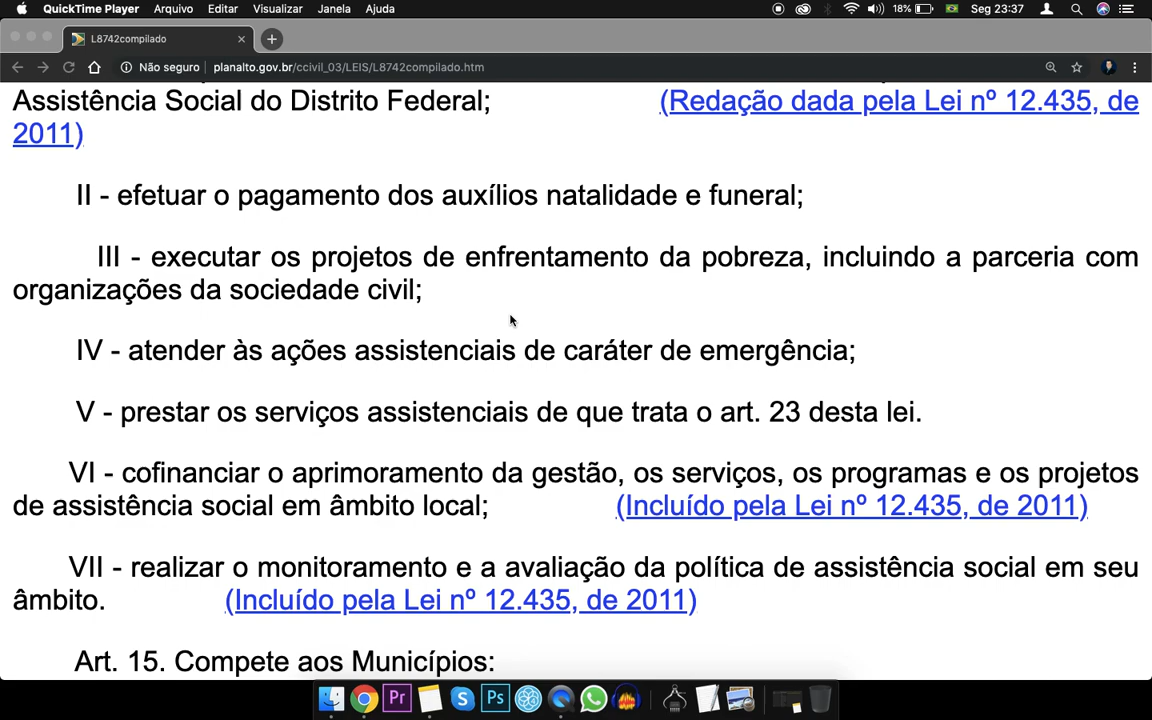 QuickTime Player Arquivo Editar Visualizar Janela Ajuda 18% Seg 23:37
L8742compilado
Não seguro planalto.gov.br/ccivil_03/LEIS/L8742compilado.htm
Assistência Social do Distrito Federal; (Redação dada pela Lei nº 12.435, de
2011)
II - efetuar o pagamento dos auxílios natalidade e funeral;
III - executar os projetos de enfrentamento da pobreza, incluindo a parceria com
organizações da sociedade civil;
IV - atender às ações assistenciais de caráter de emergência;
V - prestar os serviços assistenciais de que trata o art. 23 desta lei.
VI - cofinanciar o aprimoramento da gestão, os serviços, os programas e os projetos
de assistência social em âmbito local; (Incluído pela Lei nº 12.435, de 2011)
VII - realizar o monitoramento e a avaliação da política de assistência social em seu
âmbito. (Incluído pela Lei nº 12.435, de 2011)
Art. 15. Compete aos Municípios:
Pr Ps